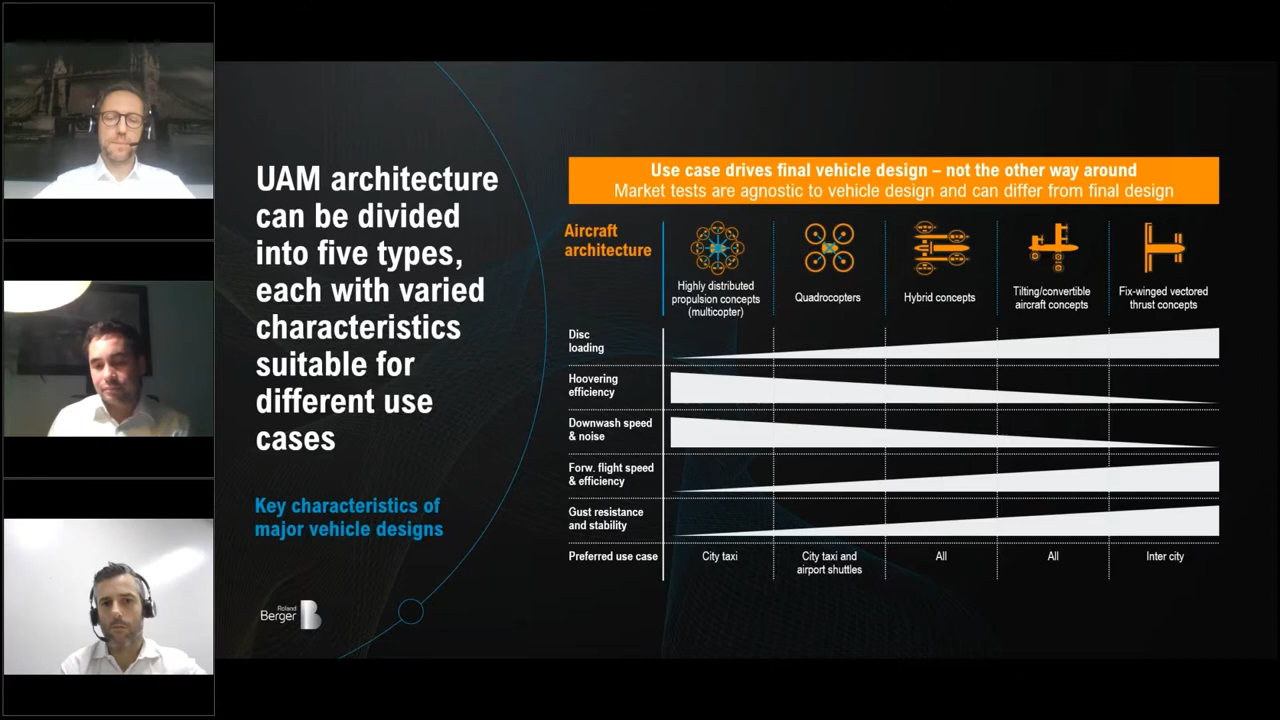 UAM architecture
can be divided
into five types,
each with varied
characteristics
suitable for
different use
cases
Key characteristics of
major vehicle designs
Roland
Berger
B
Use case drives final vehicle design – not the other way around
Market tests are agnostic to vehicle design and can differ from final design
Aircraft
architecture
Highly distributed
propulsion concepts
(multicopter)
Quadrocopters
Hybrid concepts
Tilting/convertible
aircraft concepts
Fix-winged vectored
thrust concepts
Disc
loading
Hoovering
efficiency
Downwash speed
& noise
Forw. flight speed
& efficiency
Gust resistance
and stability
Preferred use case
City taxi
City taxi and
airport shuttles
All
All
Inter city